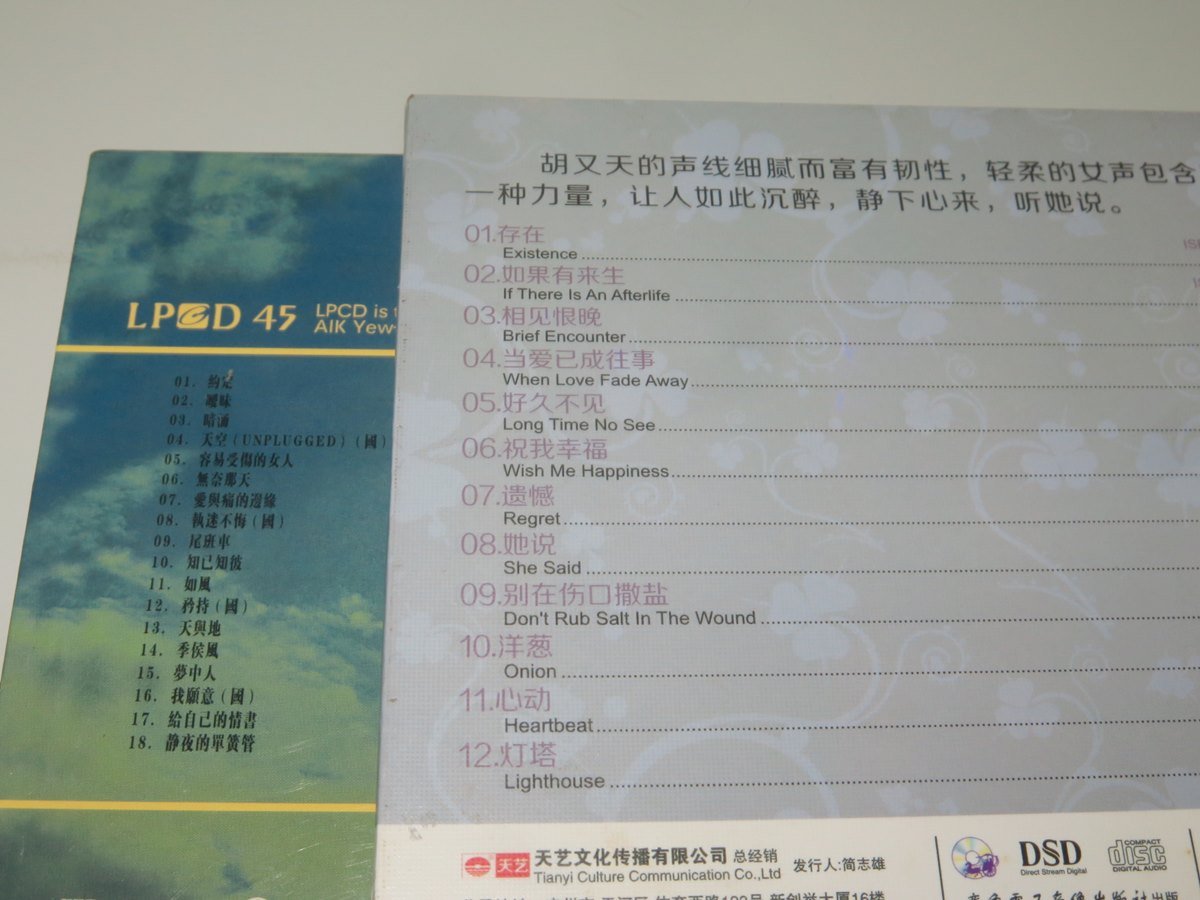 LPCD 45
LPCD is
AIK Yew
01. 約定
02. 曖昧
03. 暗涌
04. 天空(UNPLUGGED)(國)
05. 容易受傷的女人
06. 無奈那天
07. 愛與痛的邊緣
08. 執迷不悔(國)
09. 尾班車
10. 知己知彼
11. 如風
12. 矜持(國)
13. 天與地
14. 季侯風
15. 夢中人
16. 我願意(國)
17. 給自己的情書
18. 靜夜的單簧管
胡又天的声线细腻而富有韧性，轻柔的女声包含
一种力量，让人如此沉醉，静下心来，听她说。
01.存在
Existence
02.如果有来生
If There Is An Afterlife
03.相见恨晚
Brief Encounter
04.当爱已成往事
When Love Fade Away
05.好久不见
Long Time No See
06.祝我幸福
Wish Me Happiness
07.遗憾
Regret
08.她说
She Said
09.别在伤口撒盐
Don't Rub Salt In The Wound
10.洋葱
Onion
11.心动
Heartbeat
12.灯塔
Lighthouse
天艺 天艺文化传播有限公司 总经销 发行人:简志雄
Tianyi Culture Communication Co.,Ltd
DSD
Direct Stream Digital
COMPACT
disc
DIGITAL AUDIO